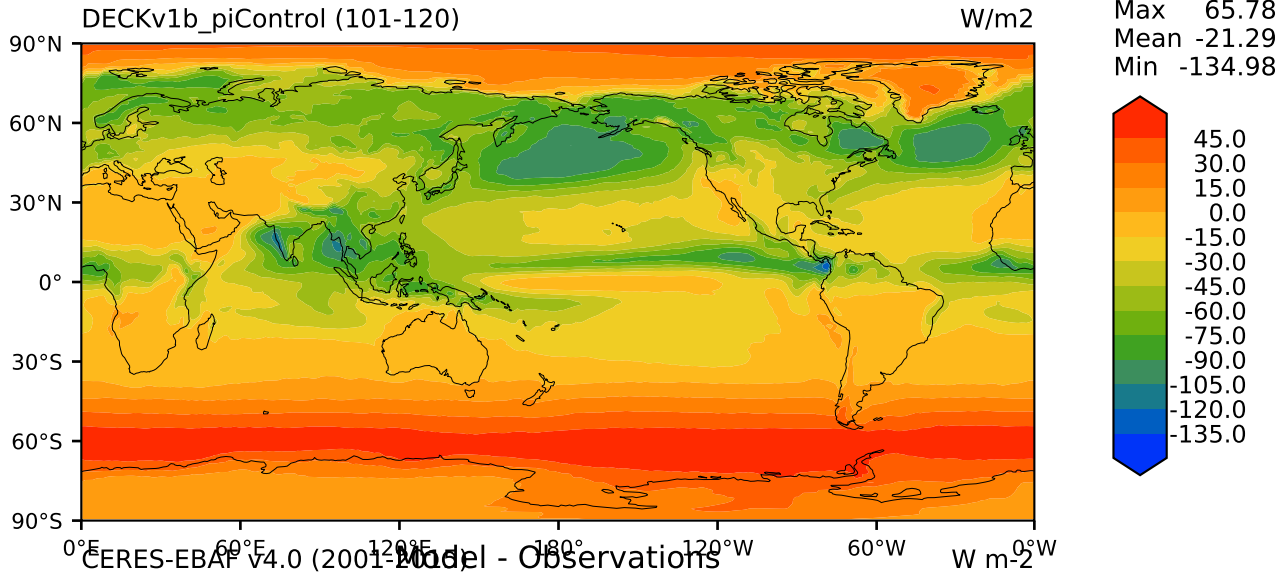 DECKv1b_piControl (101-120)
W/m2
Max 65.78
Mean -21.29
Min -134.98
90°N
60°N
30°N
0°
30°S
60°S
90°S
0°E 60°E 120°E 180° 120°W 60°W 0°W
45.0
30.0
15.0
0.0
-15.0
-30.0
-45.0
-60.0
-75.0
-90.0
-105.0
-120.0
-135.0
CERES-EBAF v4.0 (2001-2015)
Model - Observations
W m-2